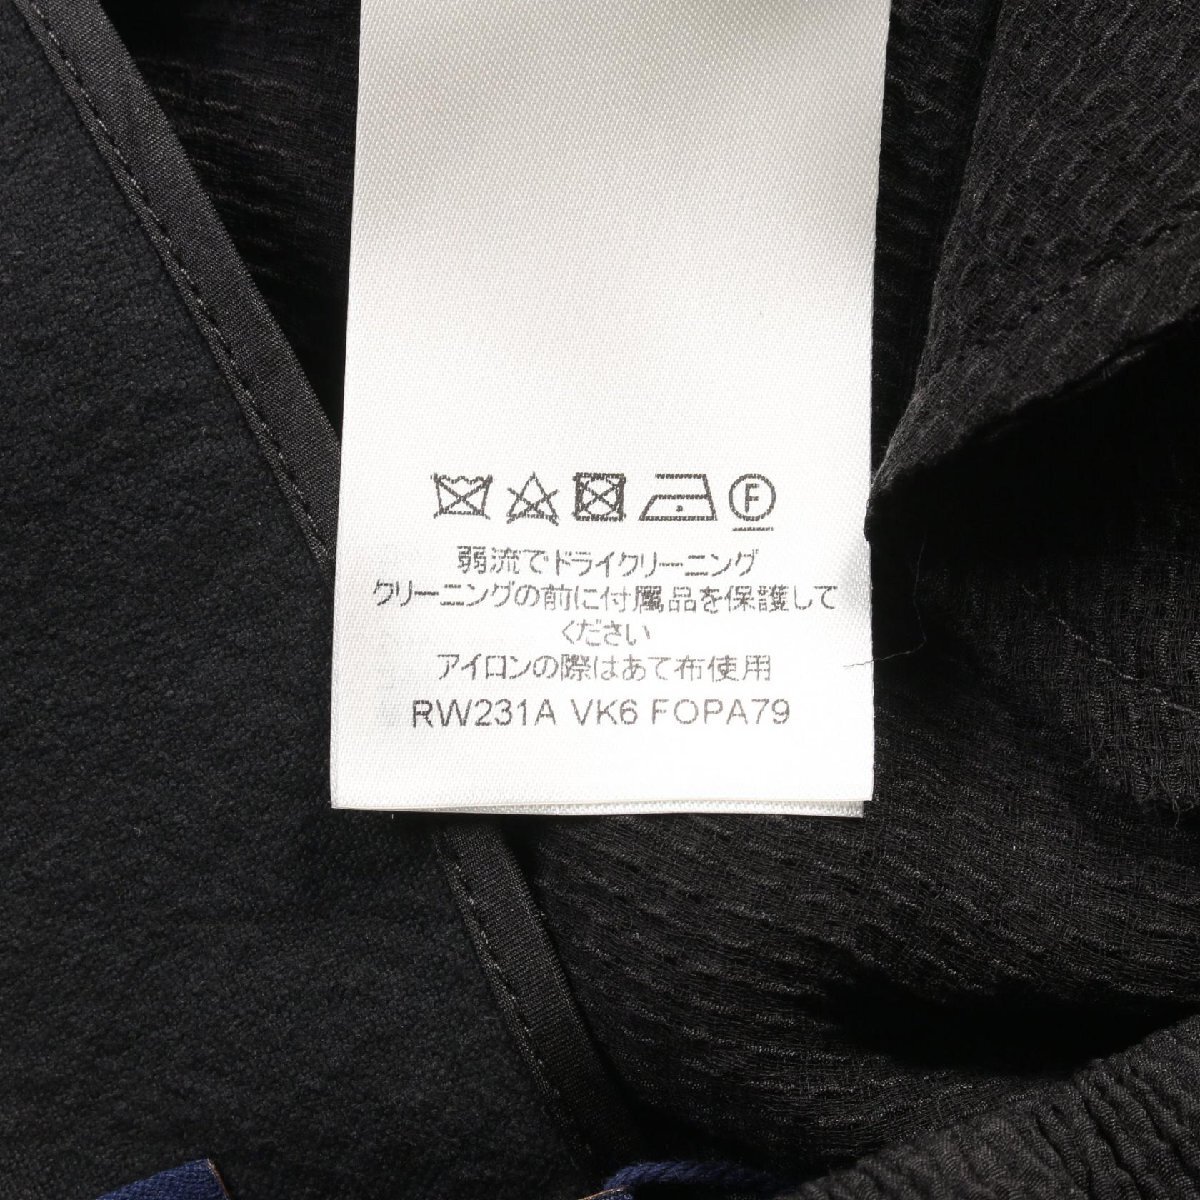 F
弱流でドライクリーニング
クリーニングの前に付属品を保護して
ください
アイロンの際はあて布使用
RW231A VK6 FOPA79